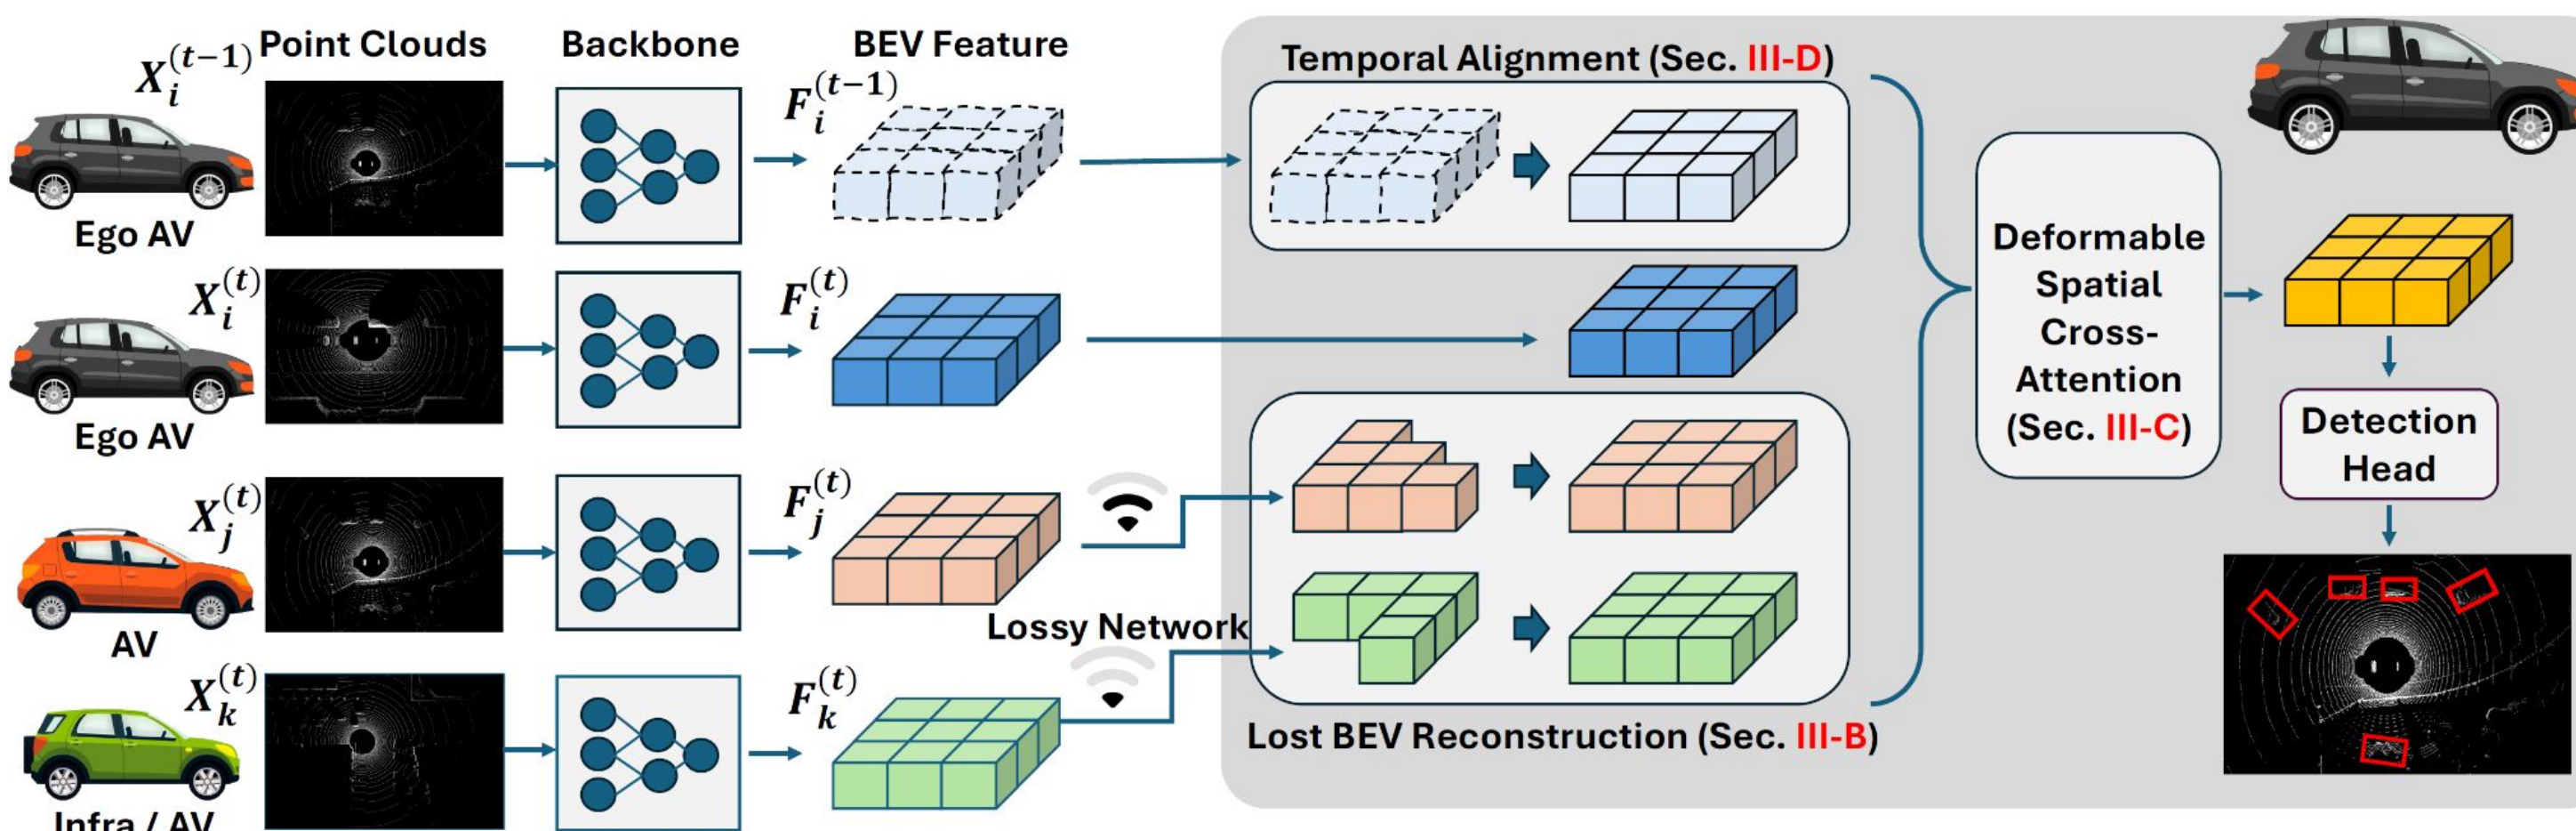 Point Clouds
Backbone
BEV Feature
Temporal Alignment (Sec. III-D)
X_i^{(t-1)}
F_i^{(t-1)}
Ego AV
X_i^{(t)}
F_i^{(t)}
Ego AV
X_j^{(t)}
F_j^{(t)}
AV
Lossy Network
X_k^{(t)}
F_k^{(t)}
Infra / AV
Lost BEV Reconstruction (Sec. III-B)
Deformable
Spatial
Cross-
Attention
(Sec. III-C)
Detection
Head